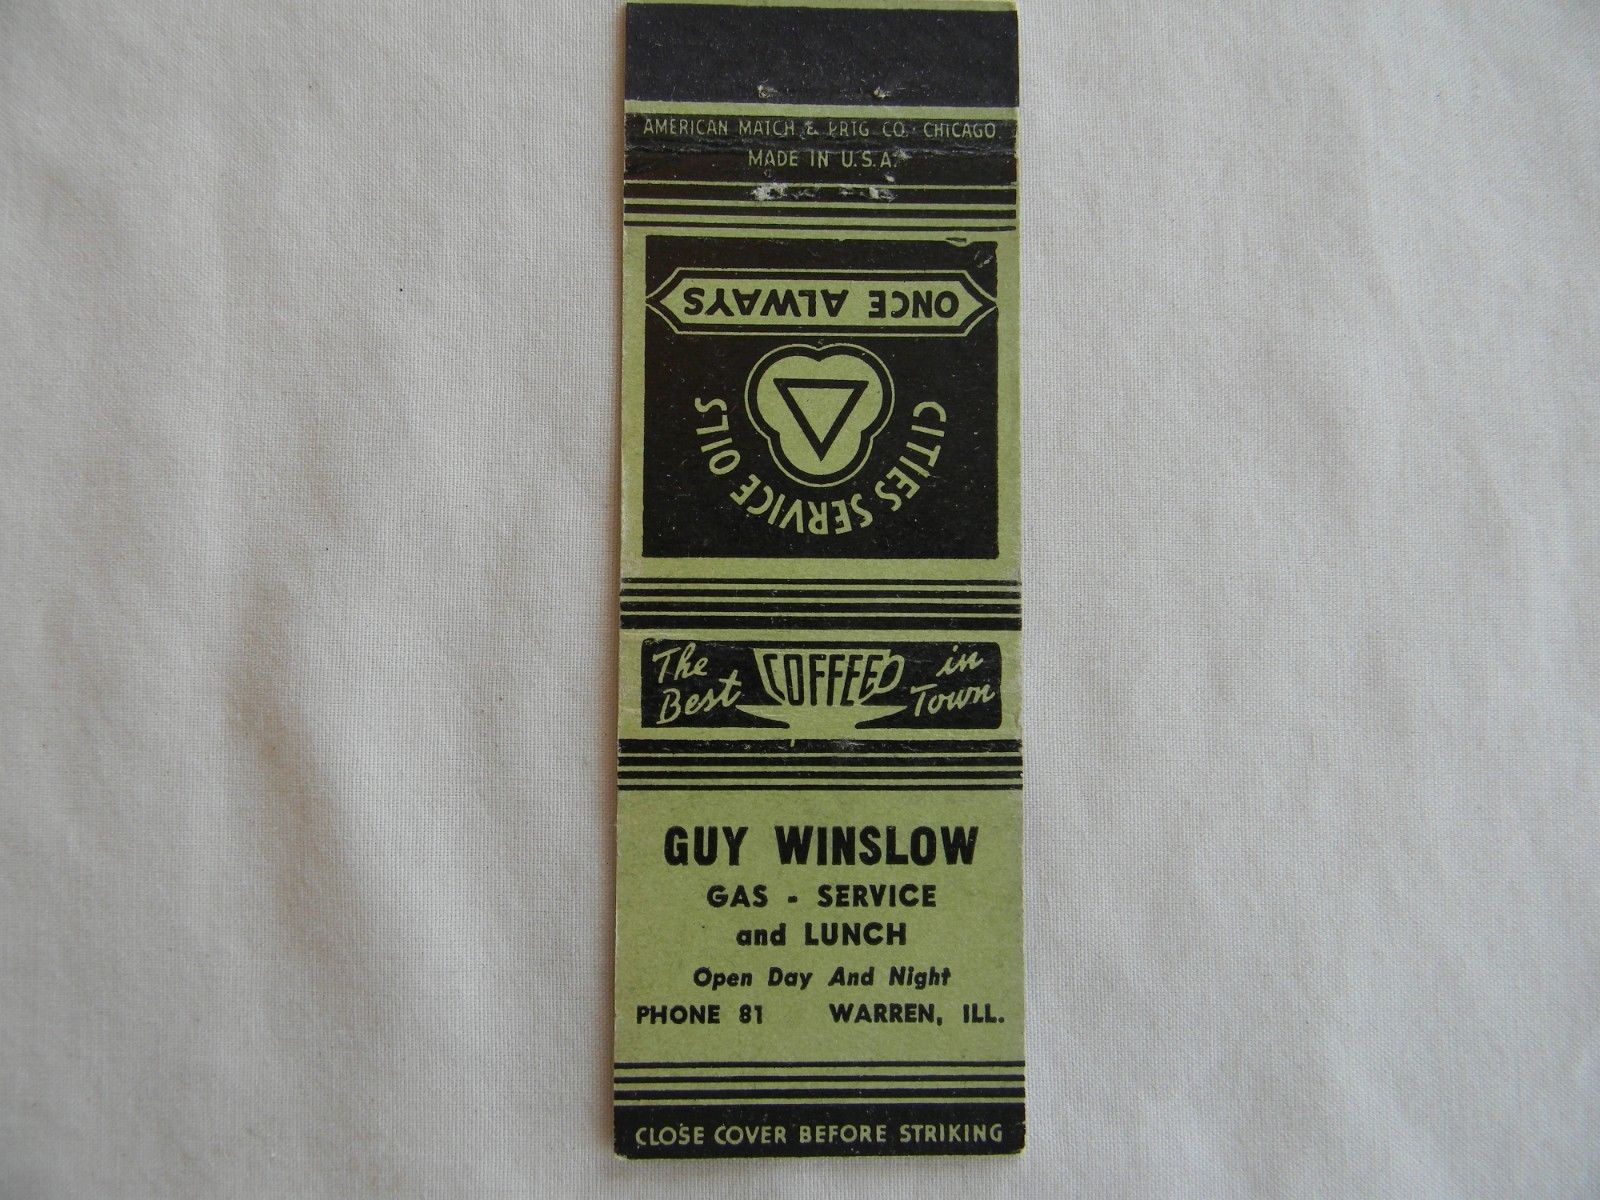 AMERICAN MATCH & PRTG CO. CHICAGO
MADE IN U.S.A.
ONCE ALWAYS
CITIES SERVICE OILS
The Best COFFEE in Town
GUY WINSLOW
GAS - SERVICE
and LUNCH
Open Day And Night
PHONE 81 WARREN, ILL.
CLOSE COVER BEFORE STRIKING